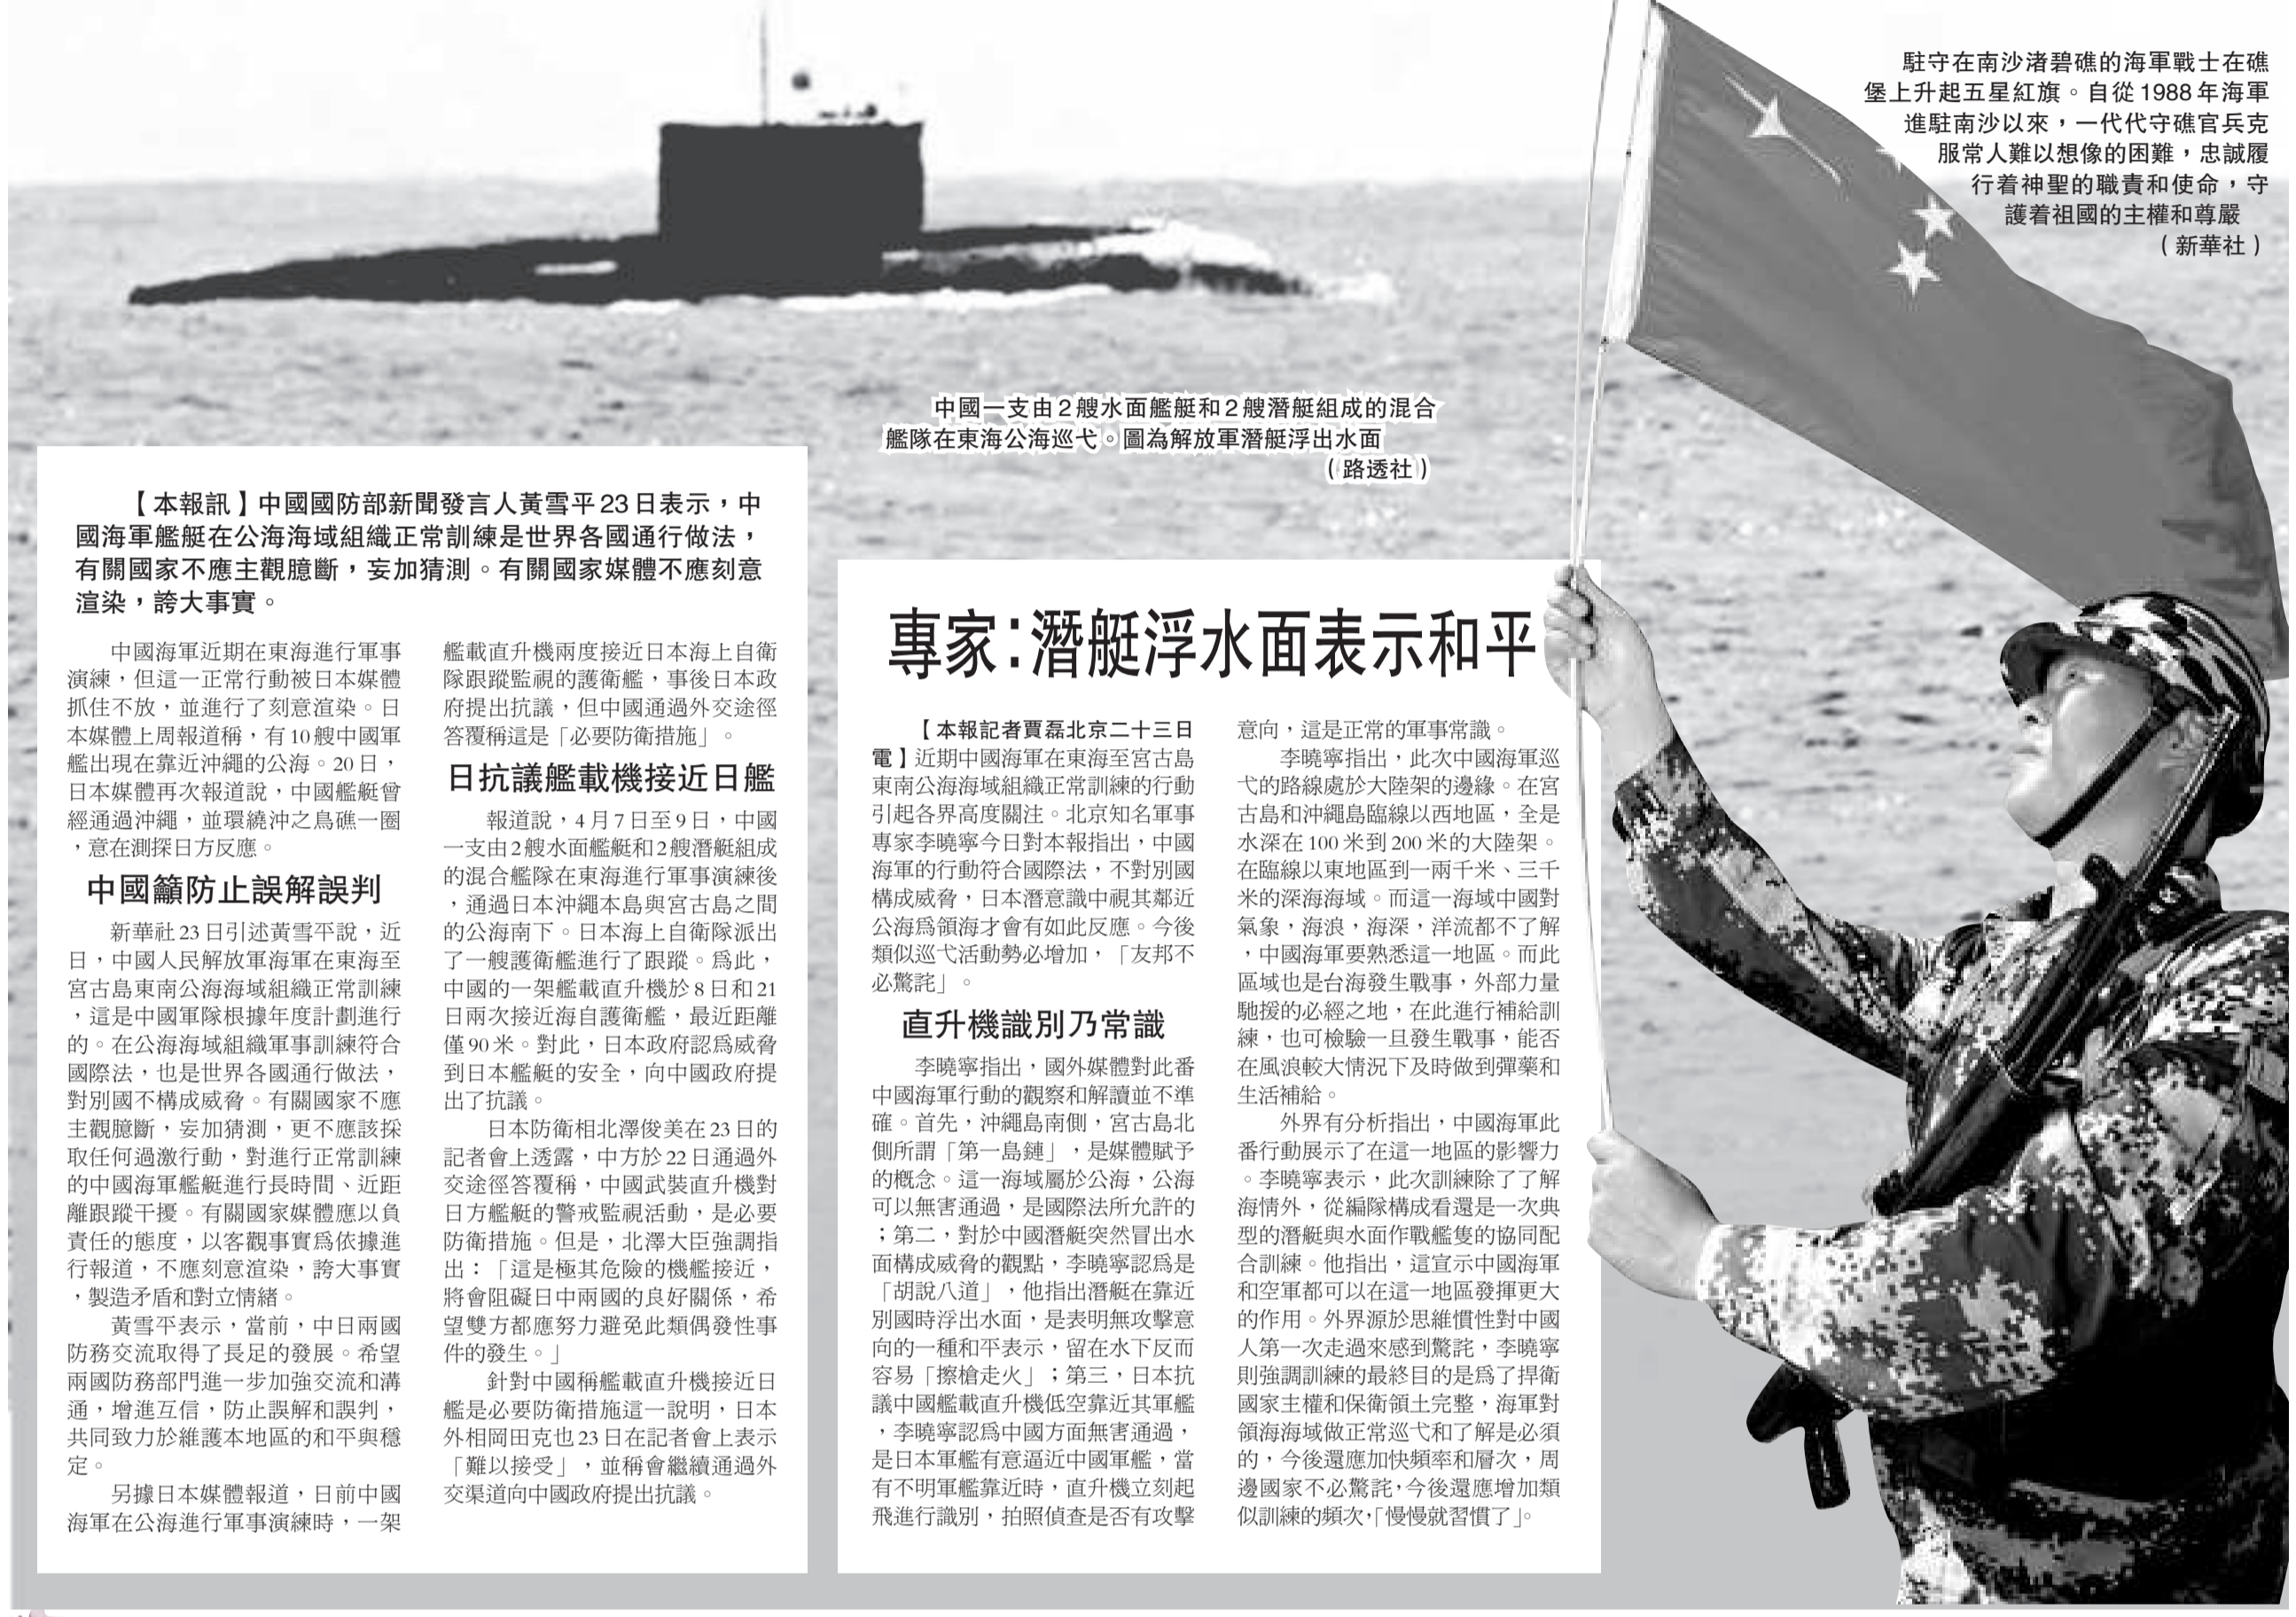 駐守在南沙渚碧礁的海軍戰士在礁
堡上升起五星紅旗。自從1988年海軍
進駐南沙以來，一代代守礁官兵克
服常人難以想像的困難，忠誠履
行着神聖的職責和使命，守
護着祖國的主權和尊嚴
（新華社）
中國一支由2艘水面艦艇和2艘潛艇組成的混合
艦隊在東海公海巡弋。圖為解放軍潛艇浮出水面
（路透社）
【本報訊】中國國防部新聞發言人黃雪平23日表示，中
國海軍艦艇在公海海域組織正常訓練是世界各國通行做法，
有關國家不應主觀臆斷，妄加猜測。有關國家媒體不應刻意
渲染，誇大事實。
中國海軍近期在東海進行軍事
演練，但這一正常行動被日本媒體
抓住不放，並進行了刻意渲染。日
本媒體上周報道稱，有10艘中國軍
艦出現在靠近沖繩的公海。20日，
日本媒體再次報道說，中國艦艇曾
經通過沖繩，並環繞沖之鳥礁一圈
，意在測探日方反應。
中國籲防止誤解誤判
新華社23日引述黃雪平說，近
日，中國人民解放軍海軍在東海至
宮古島東南公海海域組織正常訓練
，這是中國軍隊根據年度計劃進行
的。在公海海域組織軍事訓練符合
國際法，也是世界各國通行做法，
對別國不構成威脅。有關國家不應
主觀臆斷，妄加猜測，更不應該採
取任何過激行動，對進行正常訓練
的中國海軍艦艇進行長時間、近距
離跟蹤干擾。有關國家媒體應以負
責任的態度，以客觀事實爲依據進
行報道，不應刻意渲染，誇大事實
，製造矛盾和對立情緒。
黃雪平表示，當前，中日兩國
防務交流取得了長足的發展。希望
兩國防務部門進一步加強交流和溝
通，增進互信，防止誤解和誤判，
共同致力於維護本地區的和平與穩
定。
另據日本媒體報道，日前中國
海軍在公海進行軍事演練時，一架
艦載直升機兩度接近日本海上自衛
隊跟蹤監視的護衛艦，事後日本政
府提出抗議，但中國通過外交途徑
答覆稱這是「必要防衛措施」。
日抗議艦載機接近日艦
報道說，4月7日至9日，中國
一支由2艘水面艦艇和2艘潛艇組成
的混合艦隊在東海進行軍事演練後
，通過日本沖繩本島與宮古島之間
的公海南下。日本海上自衛隊派出
了一艘護衛艦進行了跟蹤。爲此，
中國的一架艦載直升機於8日和21
日兩次接近海自護衛艦，最近距離
僅90米。對此，日本政府認爲威脅
到日本艦艇的安全，向中國政府提
出了抗議。
日本防衛相北澤俊美在23日的
記者會上透露，中方於22日通過外
交途徑答覆稱，中國武裝直升機對
日方艦艇的警戒監視活動，是必要
防衛措施。但是，北澤大臣強調指
出：「這是極其危險的機艦接近，
將會阻礙日中兩國的良好關係，希
望雙方都應努力避免此類偶發性事
件的發生。」
針對中國稱艦載直升機接近日
艦是必要防衛措施這一說明，日本
外相岡田克也23日在記者會上表示
「難以接受」，並稱會繼續通過外
交渠道向中國政府提出抗議。
專家：潛艇浮水面表示和平
【本報記者賈磊北京二十三日
電】近期中國海軍在東海至宮古島
東南公海海域組織正常訓練的行動
引起各界高度關注。北京知名軍事
專家李曉寧今日對本報指出，中國
海軍的行動符合國際法，不對別國
構成威脅，日本潛意識中視其鄰近
公海爲領海才會有如此反應。今後
類似巡弋活動勢必增加，「友邦不
必驚詫」。
直升機識別乃常識
李曉寧指出，國外媒體對此番
中國海軍行動的觀察和解讀並不準
確。首先，沖繩島南側，宮古島北
側所謂「第一島鏈」，是媒體賦予
的概念。這一海域屬於公海，公海
可以無害通過，是國際法所允許的
；第二，對於中國潛艇突然冒出水
面構成威脅的觀點，李曉寧認爲是
「胡說八道」，他指出潛艇在靠近
別國時浮出水面，是表明無攻擊意
向的一種和平表示，留在水下反而
容易「擦槍走火」；第三，日本抗
議中國艦載直升機低空靠近其軍艦
，李曉寧認爲中國方面無害通過，
是日本軍艦有意逼近中國軍艦，當
有不明軍艦靠近時，直升機立刻起
飛進行識別，拍照偵查是否有攻擊
意向，這是正常的軍事常識。
李曉寧指出，此次中國海軍巡
弋的路線處於大陸架的邊緣。在宮
古島和沖繩島臨線以西地區，全是
水深在100米到200米的大陸架。
在臨線以東地區到一兩千米、三千
米的深海海域。而這一海域中國對
氣象，海浪，海深，洋流都不了解
，中國海軍要熟悉這一地區。而此
區域也是台海發生戰事，外部力量
馳援的必經之地，在此進行補給訓
練，也可檢驗一旦發生戰事，能否
在風浪較大情況下及時做到彈藥和
生活補給。
外界有分析指出，中國海軍此
番行動展示了在這一地區的影響力
。李曉寧表示，此次訓練除了了解
海情外，從編隊構成看還是一次典
型的潛艇與水面作戰艦隻的協同配
合訓練。他指出，這宣示中國海軍
和空軍都可以在這一地區發揮更大
的作用。外界源於思維慣性對中國
人第一次走過來感到驚詫，李曉寧
則強調訓練的最終目的是爲了捍衛
國家主權和保衛領土完整，海軍對
領海海域做正常巡弋和了解是必須
的，今後還應加快頻率和層次，周
邊國家不必驚詫，今後還應增加類
似訓練的頻次，「慢慢就習慣了」。